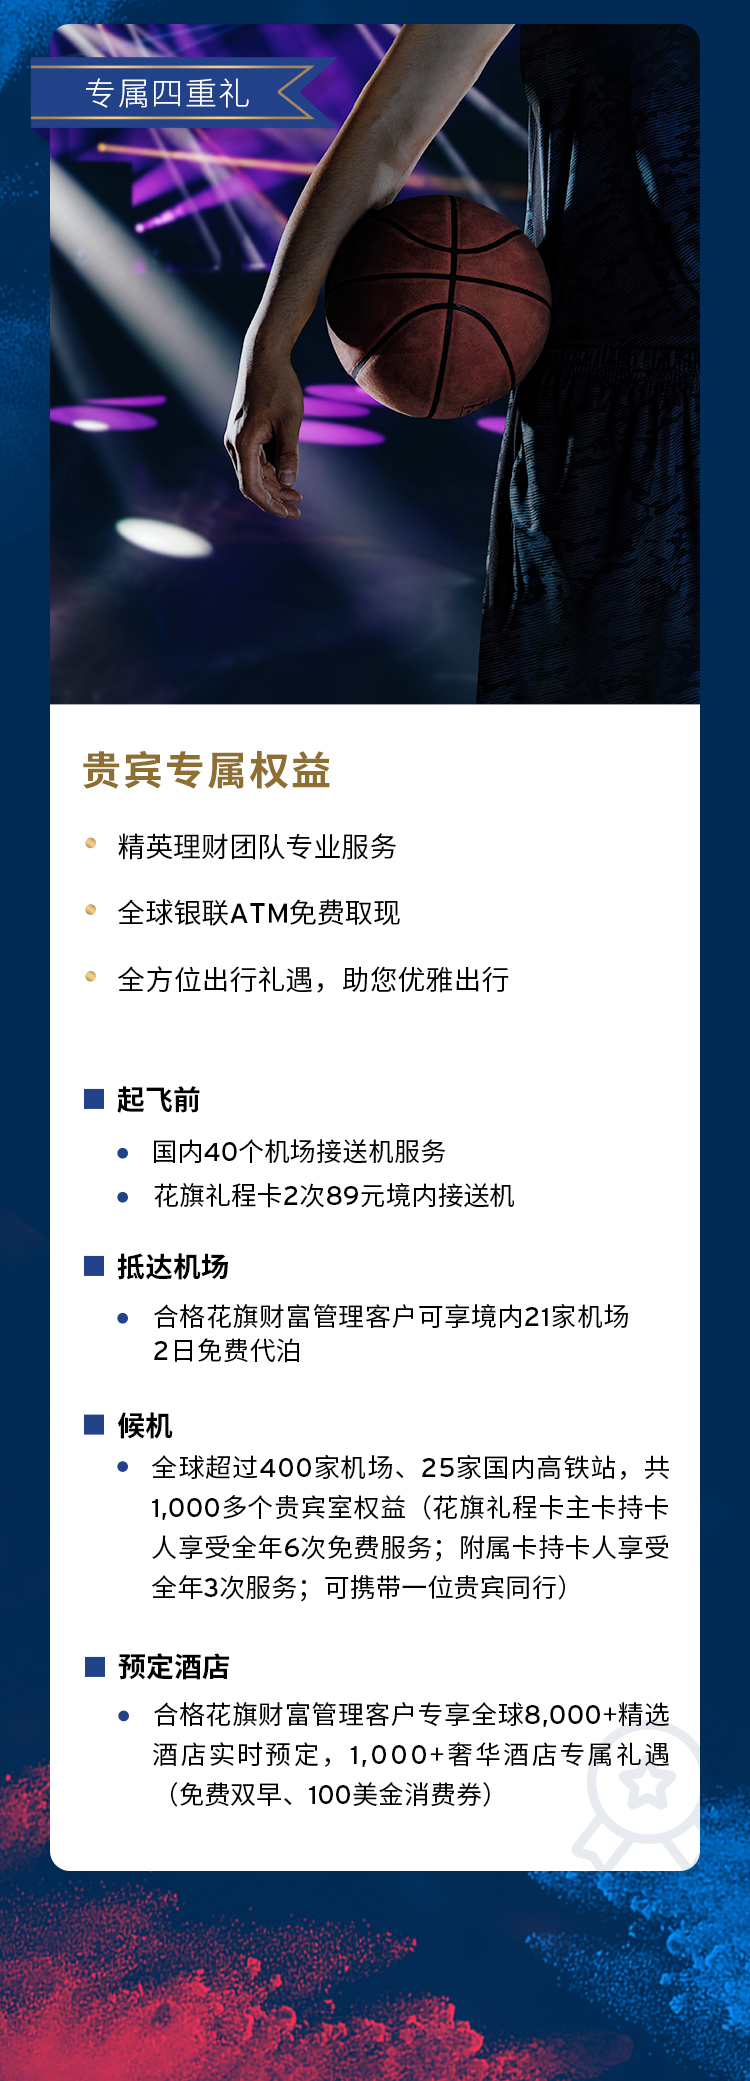 专属四重礼
贵宾专属权益
精英理财团队专业服务
全球银联ATM免费取现
全方位出行礼遇，助您优雅出行
起飞前
国内40个机场接送机服务
花旗礼程卡2次89元境内接送机
抵达机场
合格花旗财富管理客户可享境内21家机场
2日免费代泊
候机
全球超过400家机场、25家国内高铁站，共
1,000多个贵宾室权益（花旗礼程卡主卡持卡
人享受全年6次免费服务；附属卡持卡人享受
全年3次服务；可携带一位贵宾同行）
预定酒店
合格花旗财富管理客户专享全球8,000+精选
酒店实时预定，1,000+奢华酒店专属礼遇
（免费双早、100美金消费券）